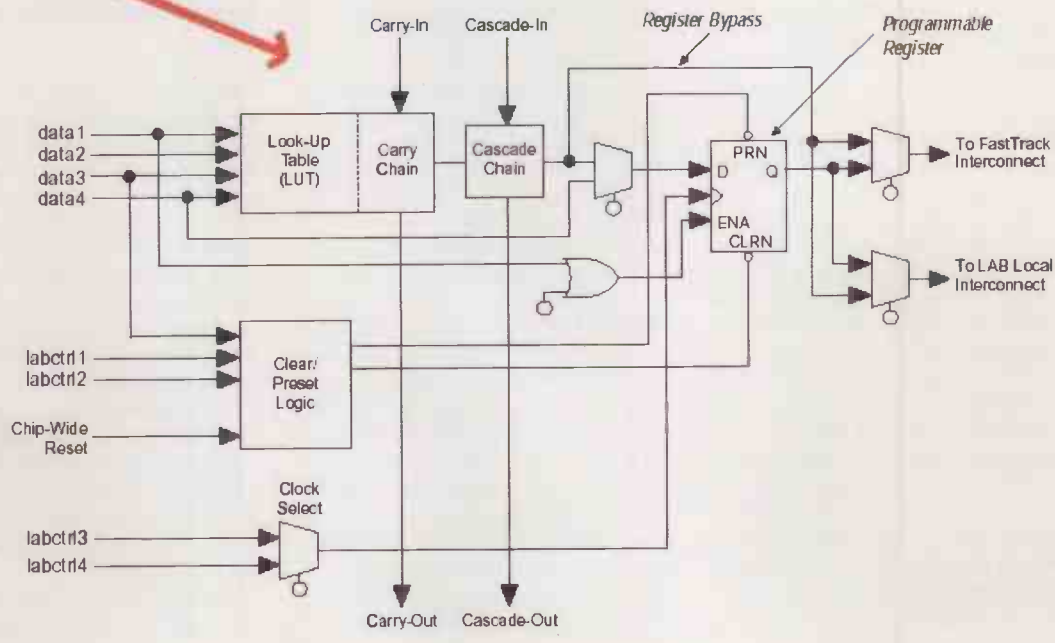 Carry-In
Cascade-In
Register Bypass
Programmable
Register
data1
data2
data3
data4
Look-Up
Table
(LUT)
Carry
Chain
Cascade
Chain
PRN
D
Q
ENA
CLRN
To FastTrack
Interconnect
To LAB Local
Interconnect
labctrl1
labctrl2
Clear/
Preset
Logic
Chip-Wide
Reset
Clock
Select
labctrl3
labctrl4
Carry-Out
Cascade-Out